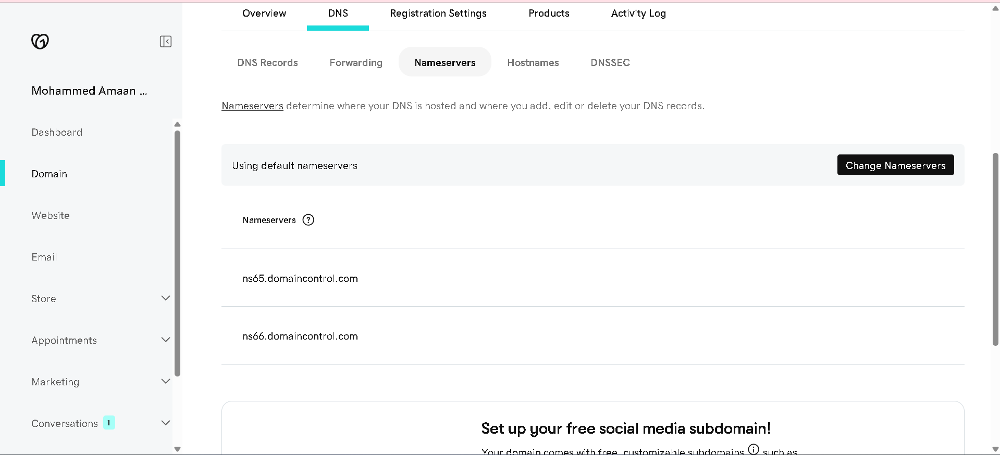 Overview
DNS
Registration Settings
Products
Activity Log
Mohammed Amaan ...
Dashboard
Domain
Website
Email
Store
Appointments
Marketing
Conversations 1
DNS Records
Forwarding
Nameservers
Hostnames
DNSSEC
Nameservers determine where your DNS is hosted and where you add, edit or delete your DNS records.
Using default nameservers
Change Nameservers
Nameservers ?
ns65.domaincontrol.com
ns66.domaincontrol.com
Set up your free social media subdomain!
Your domain comes with free, customizable subdomains such as